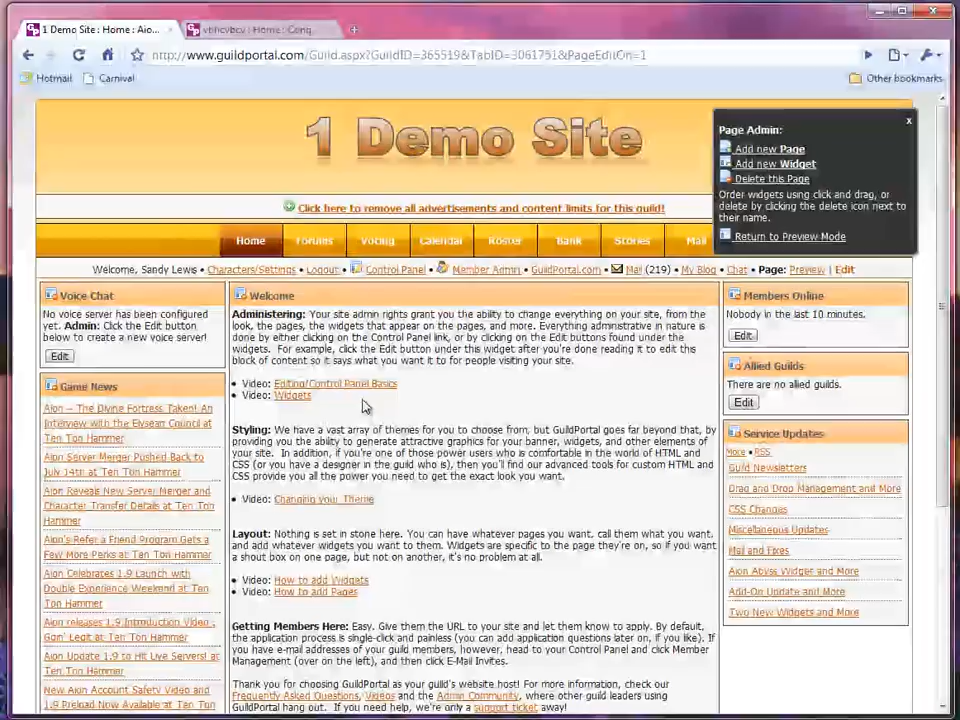 1 Demo Site : Home : Aio...
vbhcvbcv | Home : Conq
http://www.guildportal.com/Guild.aspx?GuildID=365519&TabID=3061751&PageEditOn=1
Hotmail
Carnival
Other bookmarks
1 Demo Site
x
Page Admin:
Add new Page
Add new Widget
Delete this Page
Order widgets using click and drag, or
delete by clicking the delete icon next to
their name.
Return to Preview Mode
Click here to remove all advertisements and content limits for this guild!
Home Forums Voting Calendar Roster Bank Stories Mail
Welcome, Sandy Lewis • Characters/Settings • Logout • Control Panel • Member Admin • GuildPortal.com • Mail (219) • My Blog • Chat • Page: Preview | Edit
Voice Chat
No voice server has been configured
yet. Admin: Click the Edit button
below to create a new voice server!
Edit
Game News
Aion -- The Divine Fortress Taken! An
Interview with the Elysean Council at
Ten Ton Hammer
Aion Server Merger Pushed Back to
July 14th at Ten Ton Hammer
Aion Reveals New Server Merger and
Character Transfer Details at Ten Ton
Hammer
Aion's Refer a Friend Program Gets a
Few More Perks at Ten Ton Hammer
Aion Celebrates 1.9 Launch with
Double Experience Weekend at Ten
Ton Hammer
Aion releases 1.9 Introduction Video,
Goin' Legit at Ten Ton Hammer
Aion Update 1.9 to Hit Live Servers! at
Ten Ton Hammer
New Aion Account Safety Video and
1.9 Preload Now Available at Ten Ton
Welcome
Administering: Your site admin rights grant you the ability to change everything on your site, from
the look, the pages, the widgets that appear on the pages, and more. Everything administrative in nature is
done by either clicking on the Control Panel link, or by clicking on the Edit buttons found under the
widgets. For example, click the Edit button under this widget after you're done reading it to edit this
block of content so it says what you want it to for people visiting your site.
• Video: Editing/Control Panel Basics
• Video: Widgets
Styling: We have a vast array of themes for you to choose from, but GuildPortal goes far beyond that, by
providing you the ability to generate attractive graphics for your banner, widgets, and other elements of
your site. In addition, if you're one of those power users who is comfortable in the world of HTML and
CSS (or you have a designer in the guild who is), then you'll find our advanced tools for custom HTML and
CSS provide you all the power you need to get the exact look you want.
• Video: Changing your Theme
Layout: Nothing is set in stone here. You can have whatever pages you want, call them what you want,
and add whatever widgets you want to them. Widgets are specific to the page they're on, so if you want
a shout box on one page, but not on another, it's no problem at all.
• Video: How to add Widgets
• Video: How to add Pages
Getting Members Here: Easy. Give them the URL to your site and let them know to apply. By default,
the application process is single-click and painless (you can add application questions later on, if you like). If
you have e-mail addresses of your guild members, however, head to your Control Panel and click Member
Management (over on the left), and then click E-Mail Invites.
Thank you for choosing GuildPortal as your guild's website host! For more information, check our
Frequently Asked Questions, Videos and the Admin Community, where other guild leaders using
GuildPortal hang out. If you need help, we're only a support ticket away!
Members Online
Nobody in the last 10 minutes.
Edit
Allied Guilds
There are no allied guilds.
Edit
Service Updates
More • RSS
Guild Newsletters
Drag and Drop Management and More
CSS Changes
Miscellaneous Updates
Mail and Fixes
Aion Abyss Widget and More
Add-On Update and More
Two New Widgets and More